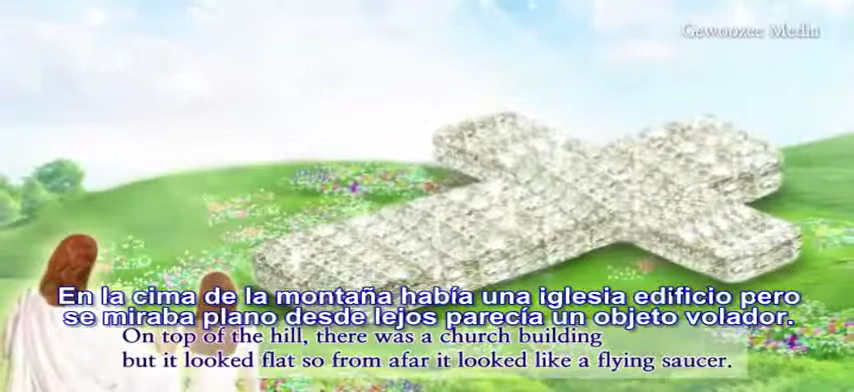 Gewoozee Media
En la cima de la montaña había una iglesia edificio pero
se miraba plano desde lejos parecía un objeto volador.
On top of the hill, there was a church building
but it looked flat so from afar it looked like a flying saucer.